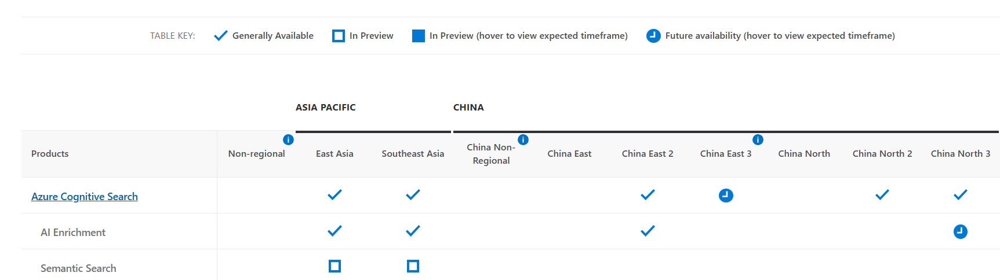 TABLE KEY: Generally Available In Preview In Preview (hover to view expected timeframe) Future availability (hover to view expected timeframe)
ASIA PACIFIC CHINA
Products Non-regional East Asia Southeast Asia China Non-Regional China East China East 2 China East 3 China North China North 2 China North 3
Azure Cognitive Search
AI Enrichment
Semantic Search